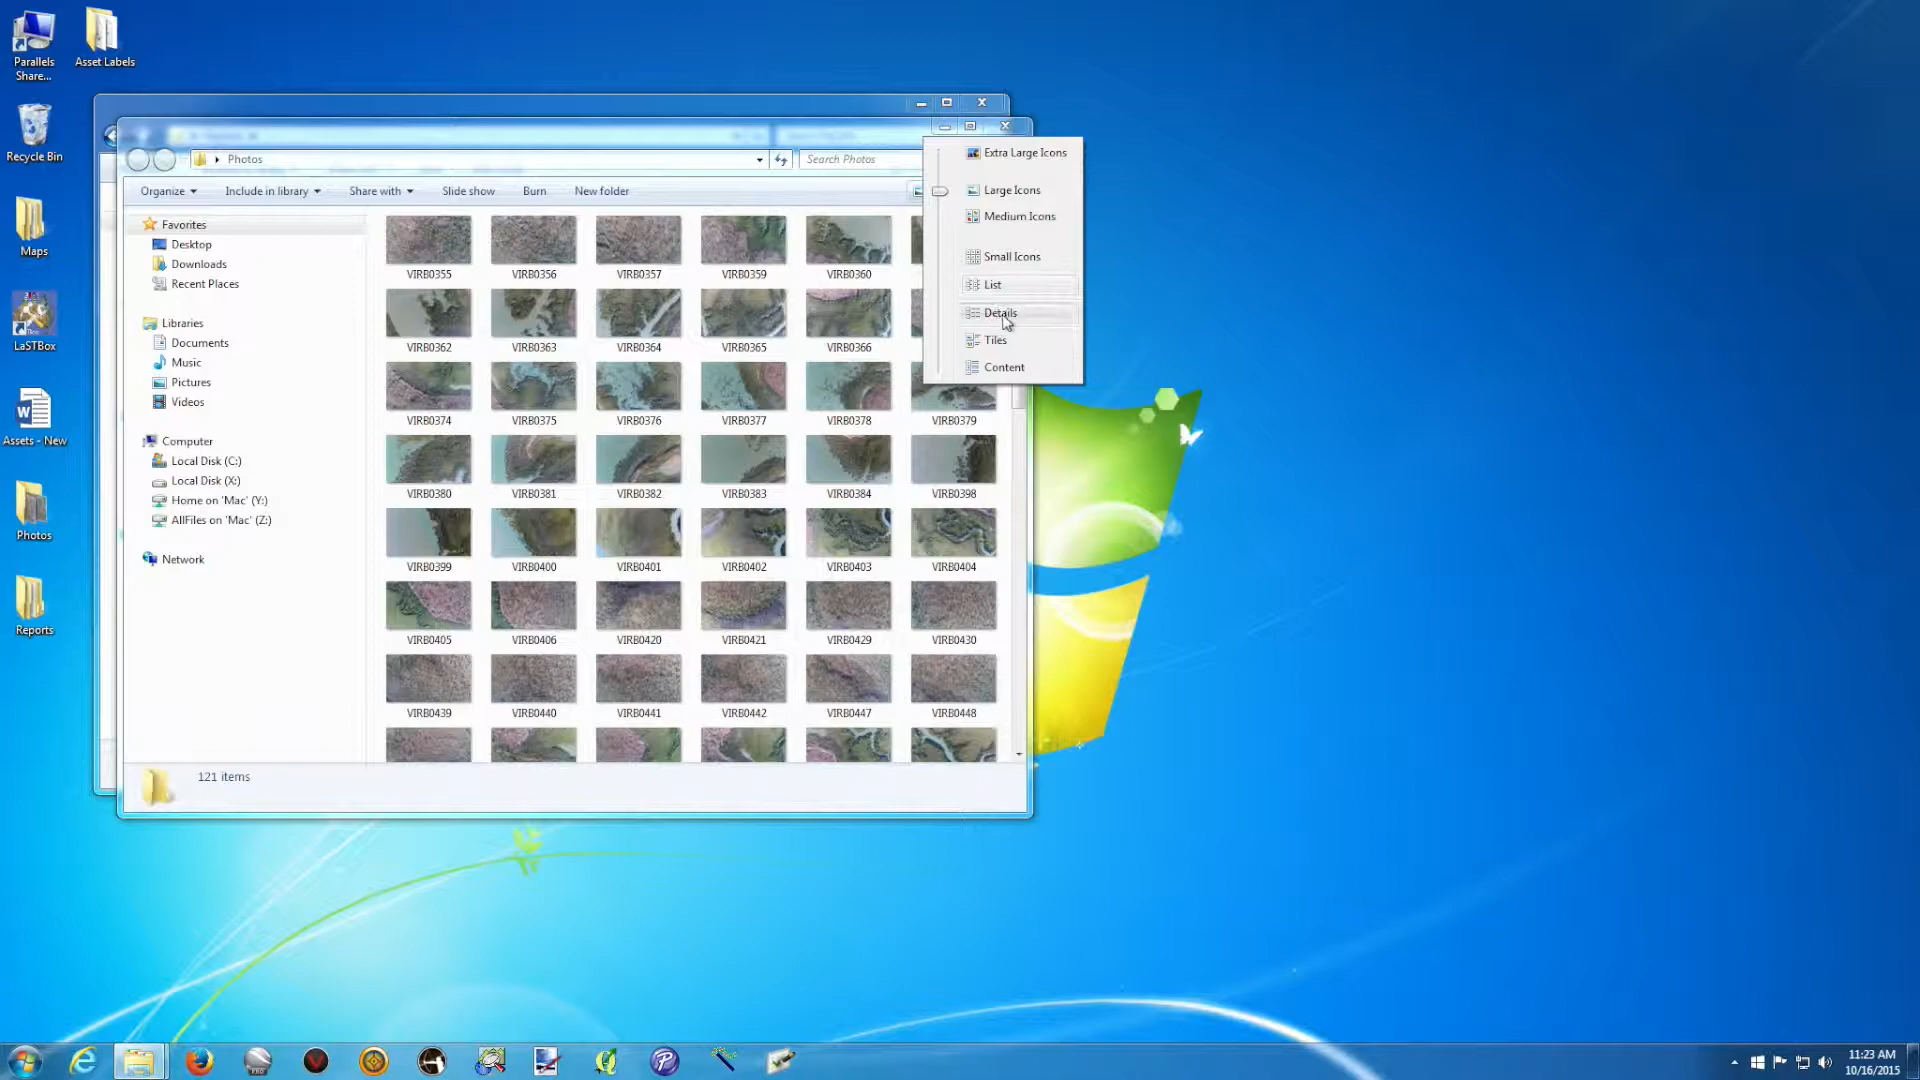 Parallels
Share...
Asset Labels
Recycle Bin
Maps
LaSTBox
Assets - New
Photos
Reports
Photos
Search Photos
Organize
Include in library
Share with
Slide show
Burn
New folder
Favorites
Desktop
Downloads
Recent Places
Libraries
Documents
Music
Pictures
Videos
Computer
Local Disk (C:)
Local Disk (X:)
Home on 'Mac' (Y:)
AllFiles on 'Mac' (Z:)
Network
VIRB0355 VIRB0356 VIRB0357 VIRB0359 VIRB0360
VIRB0362 VIRB0363 VIRB0364 VIRB0365 VIRB0366
VIRB0374 VIRB0375 VIRB0376 VIRB0377 VIRB0378 VIRB0379
VIRB0380 VIRB0381 VIRB0382 VIRB0383 VIRB0384 VIRB0398
VIRB0399 VIRB0400 VIRB0401 VIRB0402 VIRB0403 VIRB0404
VIRB0405 VIRB0406 VIRB0420 VIRB0421 VIRB0429 VIRB0430
VIRB0439 VIRB0440 VIRB0441 VIRB0442 VIRB0447 VIRB0448
Extra Large Icons
Large Icons
Medium Icons
Small Icons
List
Details
Tiles
Content
121 items
PRO
11:23 AM
10/16/2015